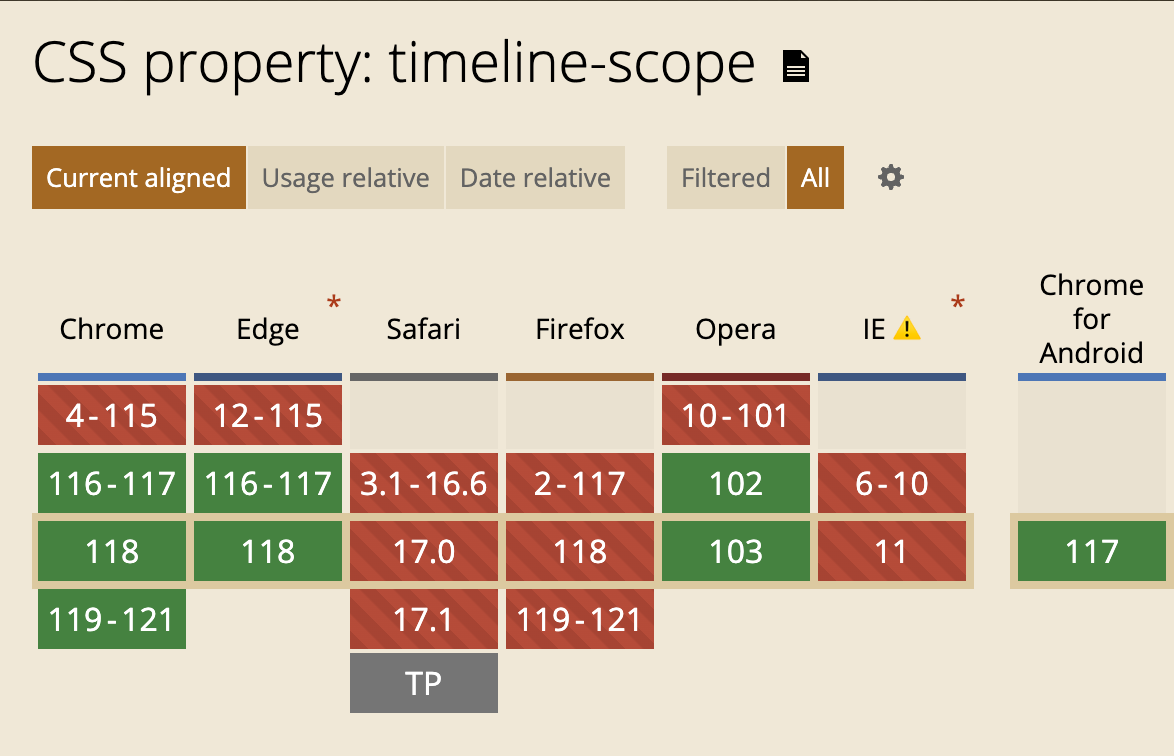 CSS property: timeline-scope
Current aligned Usage relative Date relative Filtered All
Chrome Edge * Safari Firefox Opera IE * Chrome for Android
4-115 12-115 10-101
116-117 116-117 3.1-16.6 2-117 102 6-10
118 118 17.0 118 103 11 117
119-121 17.1 119-121
TP